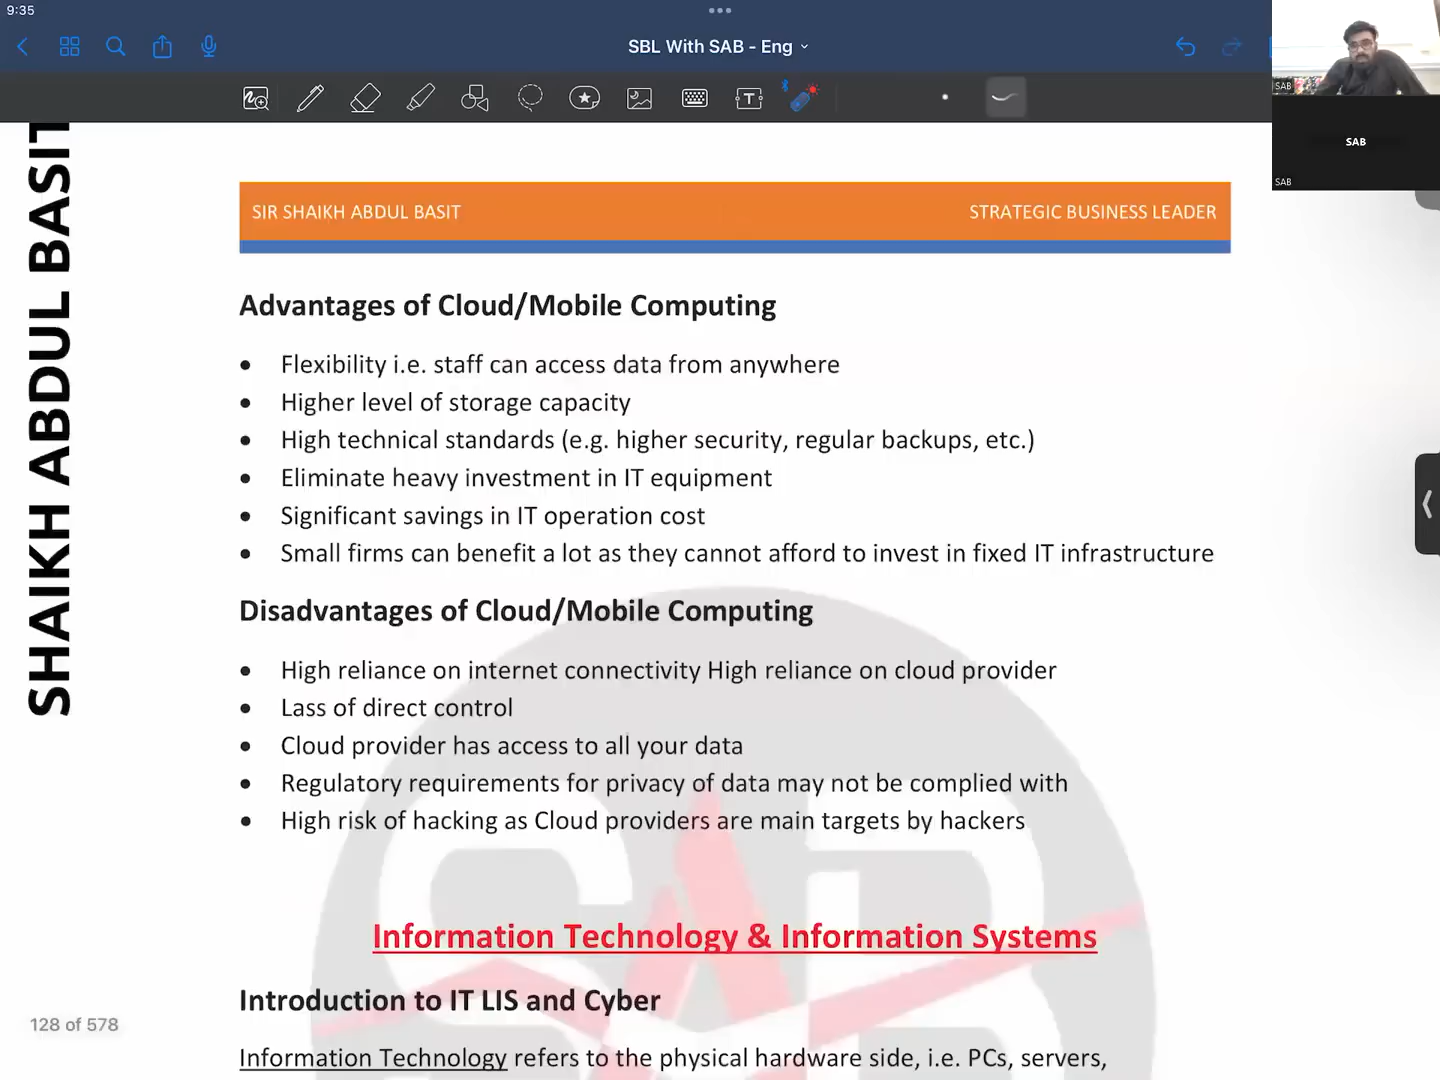 9:35
SBL With SAB - Eng
SAB
SAB
SAB
SHAIKH ABDUL BASIT
SIR SHAIKH ABDUL BASIT STRATEGIC BUSINESS LEADER
Advantages of Cloud/Mobile Computing
• Flexibility i.e. staff can access data from anywhere
• Higher level of storage capacity
• High technical standards (e.g. higher security, regular backups, etc.)
• Eliminate heavy investment in IT equipment
• Significant savings in IT operation cost
• Small firms can benefit a lot as they cannot afford to invest in fixed IT infrastructure
Disadvantages of Cloud/Mobile Computing
• High reliance on internet connectivity High reliance on cloud provider
• Lass of direct control
• Cloud provider has access to all your data
• Regulatory requirements for privacy of data may not be complied with
• High risk of hacking as Cloud providers are main targets by hackers
Information Technology & Information Systems
Introduction to IT LIS and Cyber
128 of 578
Information Technology refers to the physical hardware side, i.e. PCs, servers,